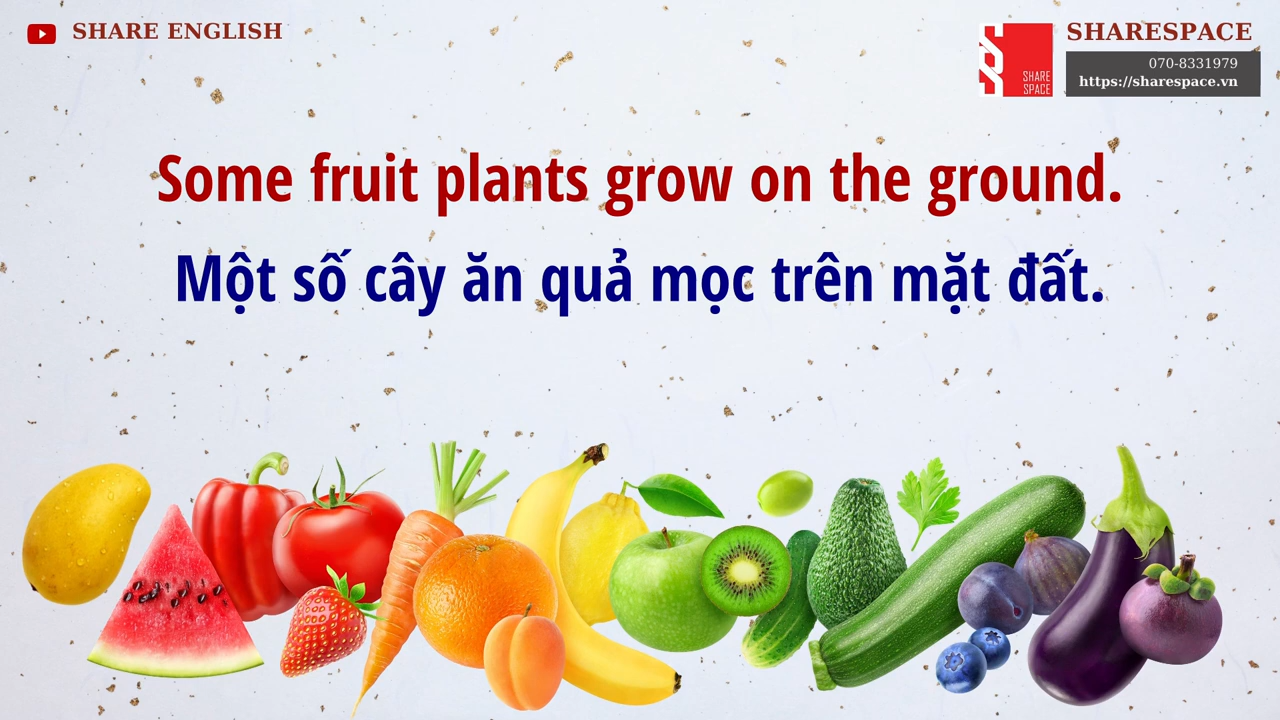 SHARE ENGLISH
SHARESPACE
070-8331979
https://sharespace.vn
SHARE
SPACE
Some fruit plants grow on the ground.
Một số cây ăn quả mọc trên mặt đất.